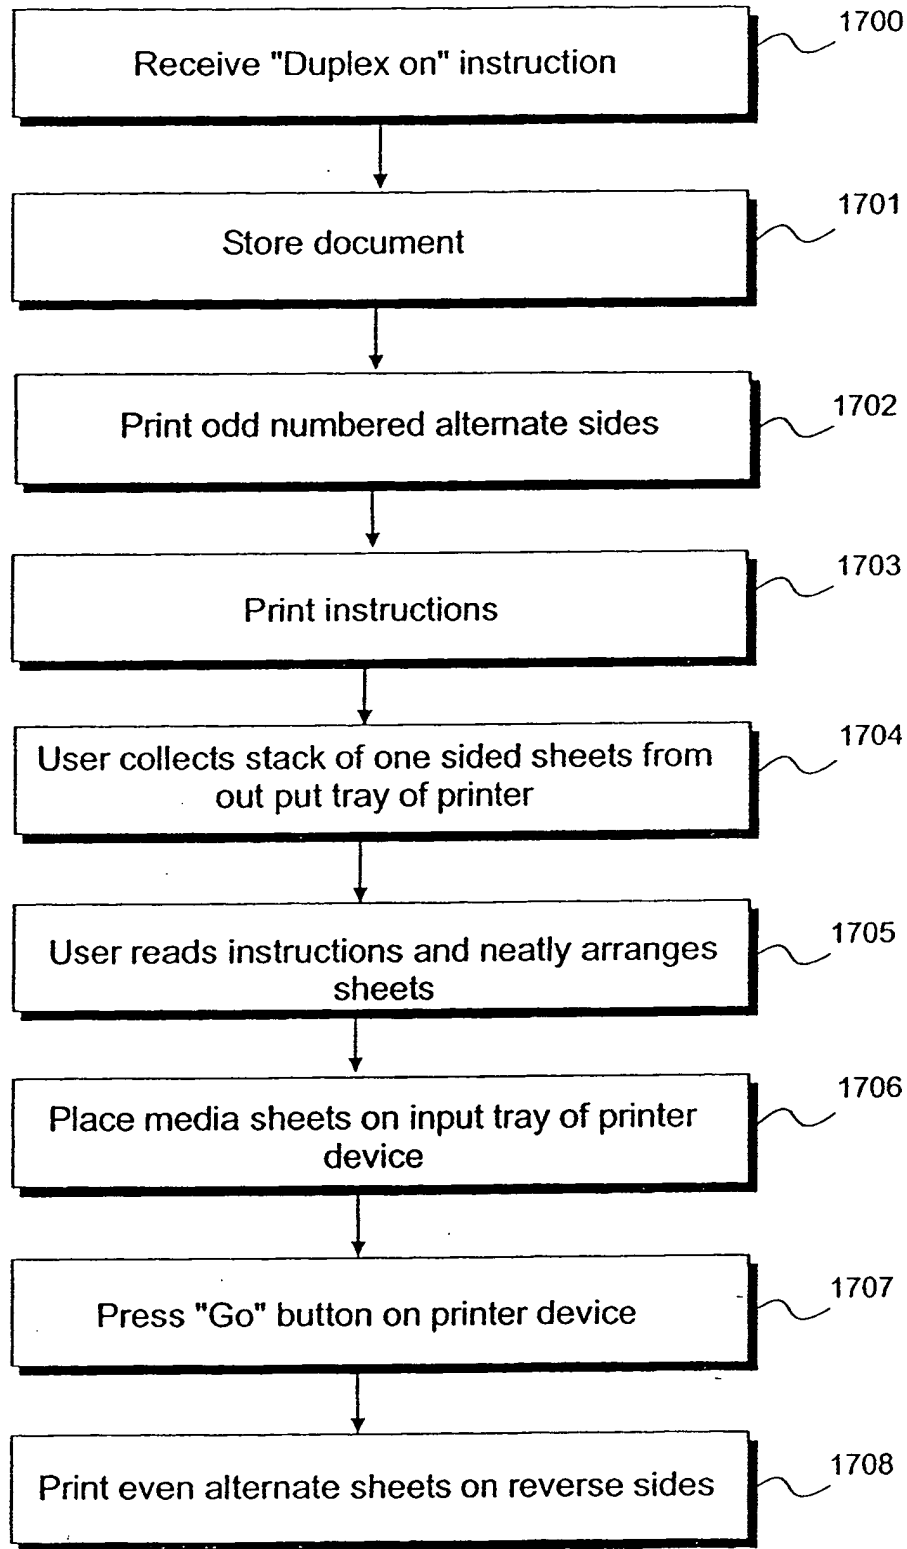 Receive "Duplex on" instruction
1700
Store document
1701
Print odd numbered alternate sides
1702
Print instructions
1703
User collects stack of one sided sheets from
out put tray of printer
1704
User reads instructions and neatly arranges
sheets
1705
Place media sheets on input tray of printer
device
1706
Press "Go" button on printer device
1707
Print even alternate sheets on reverse sides
1708